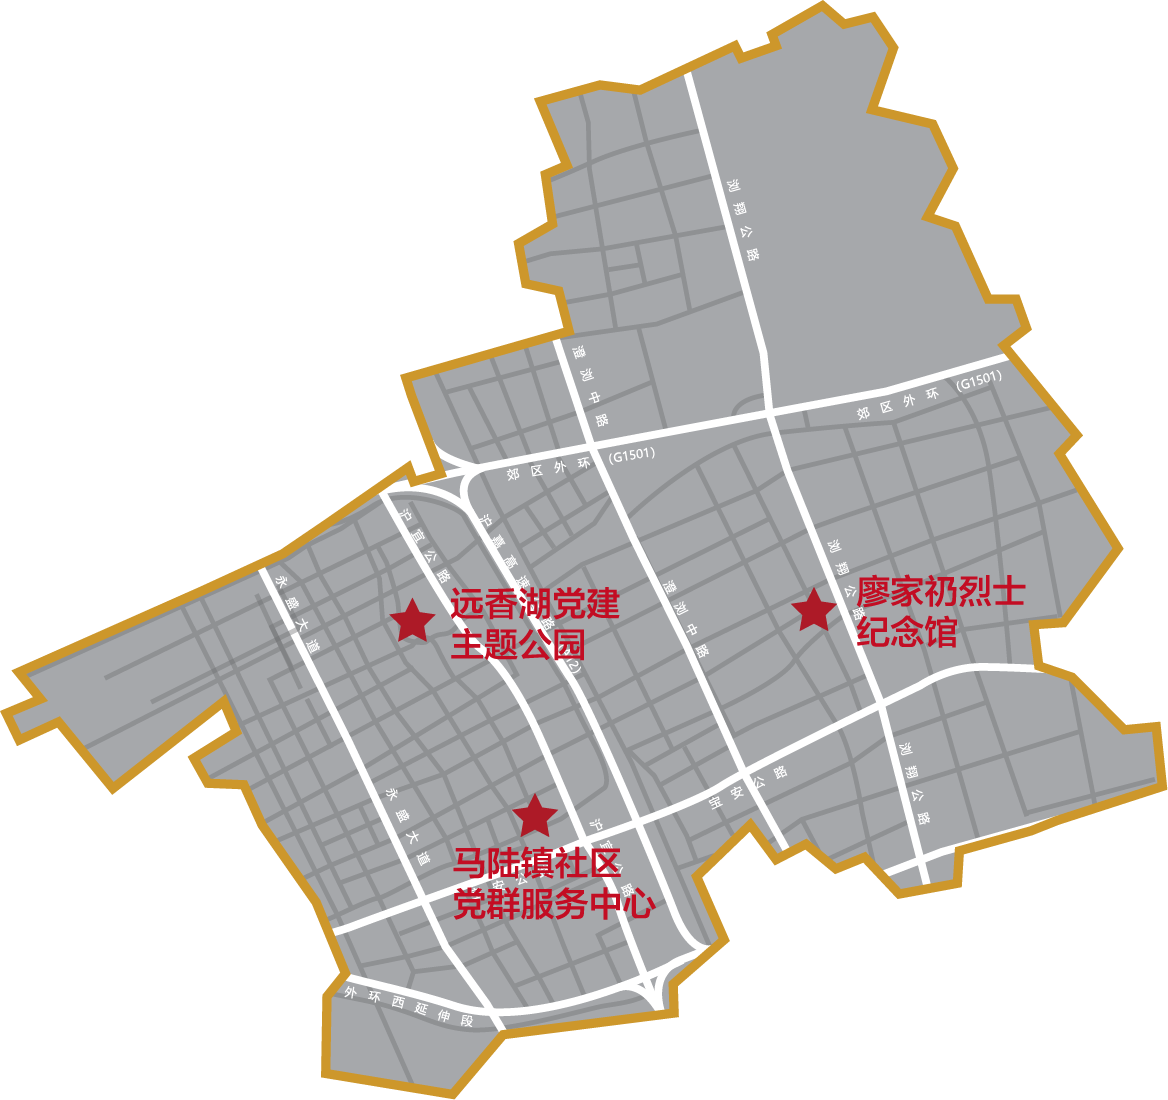 浏翔公路
澄浏中路
郊区外环 (G1501)
郊区外环 (G1501)
沪宜公路
沪嘉高速
路
2)
永盛大道
远香湖党建
主题公园
澄浏中路
浏翔公路
廖家礽烈士
纪念馆
浏翔公路
宝安公路
永盛大道
沪宜公路
马陆镇社区
党群服务中心
安公
外环西延伸段